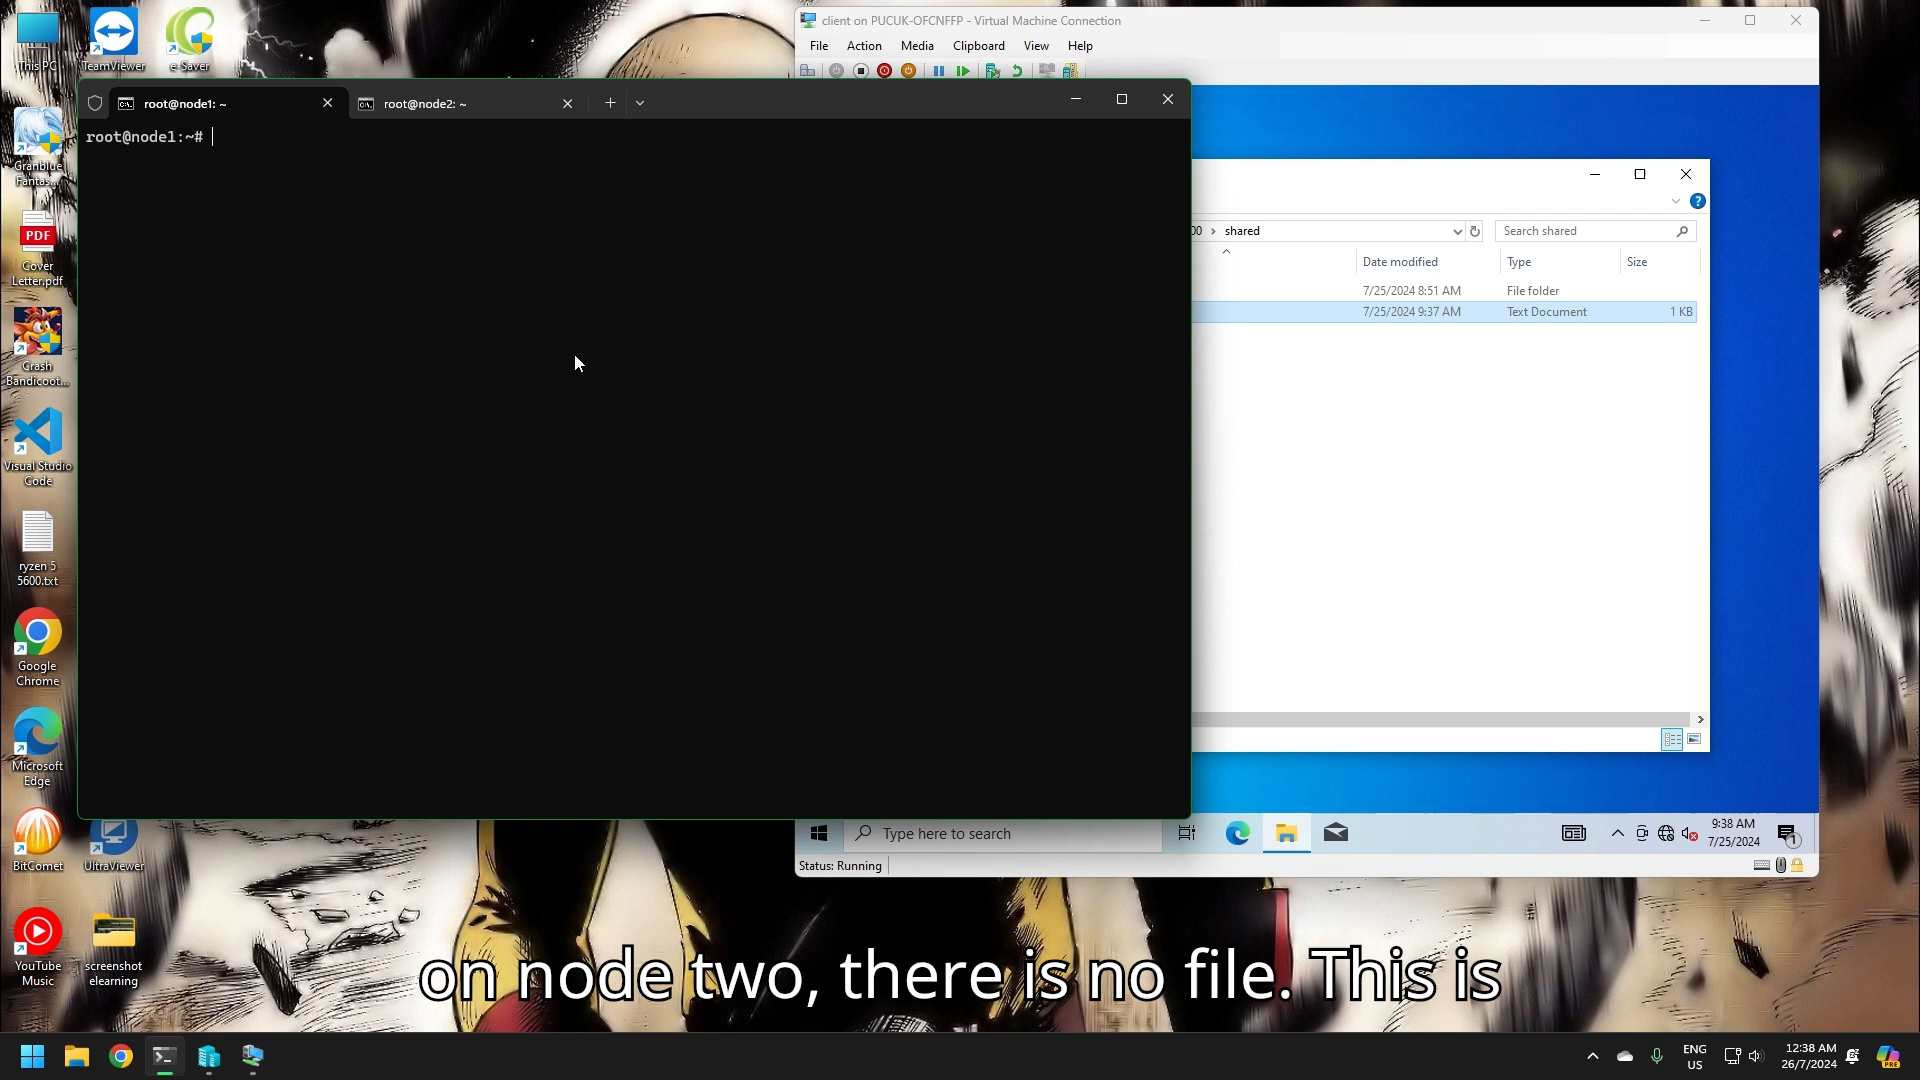 This PC
TeamViewer
e-Saver
Granblue
Fantas...
PDF
Cover
Letter.pdf
Crash
Bandicoot...
Visual Studio
Code
ryzen 5
5600.txt
Google
Chrome
Microsoft
Edge
BitComet
UltraViewer
YouTube
Music
screenshot
elearning
client on PUCUK-OFCNFFP - Virtual Machine Connection
File Action Media Clipboard View Help
root@node1: ~
root@node2: ~
root@node1:~#
00 > shared
Search shared
Date modified Type Size
7/25/2024 8:51 AM File folder
7/25/2024 9:37 AM Text Document 1 KB
Type here to search
9:38 AM
7/25/2024
1
Status: Running
on node two, there is no file. This is
ENG
US
12:38 AM
26/7/2024
PRE